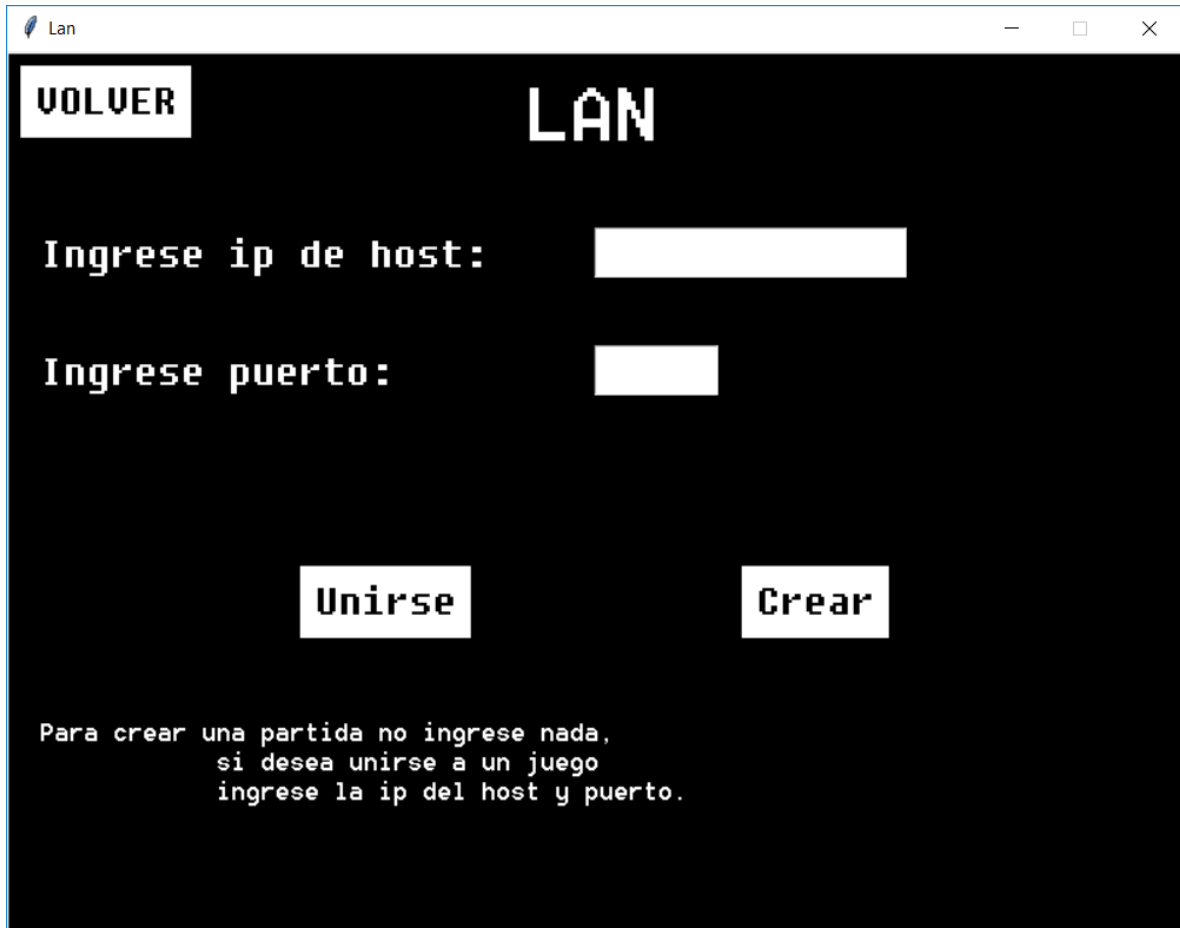 Lan
VOLVER
LAN
Ingrese ip de host:
Ingrese puerto:
Unirse
Crear
Para crear una partida no ingrese nada,
si desea unirse a un juego
ingrese la ip del host y puerto.